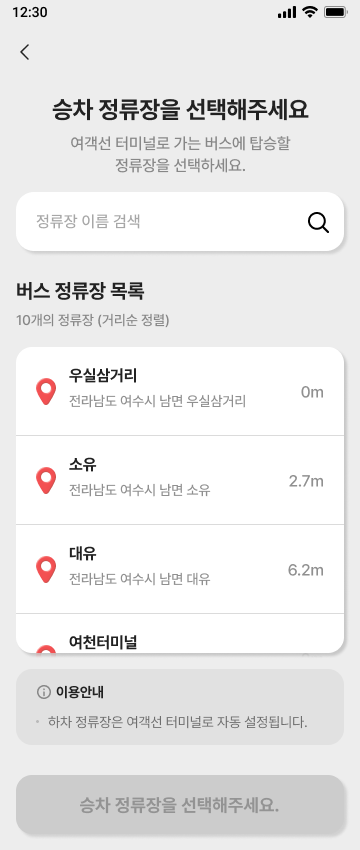 12:30
승차 정류장을 선택해주세요
여객선 터미널로 가는 버스에 탑승할
정류장을 선택하세요.
정류장 이름 검색
버스 정류장 목록
10개의 정류장 (거리순 정렬)
우실삼거리
전라남도 여수시 남면 우실삼거리
0m
소유
전라남도 여수시 남면 소유
2.7m
대유
전라남도 여수시 남면 대유
6.2m
여천터미널
이용안내
• 하차 정류장은 여객선 터미널로 자동 설정됩니다.
승차 정류장을 선택해주세요.